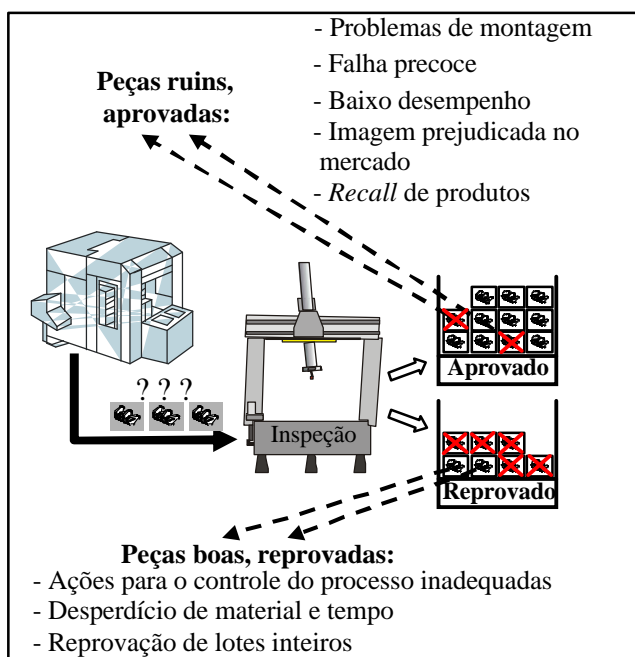 - Problemas de montagem
- Falha precoce
- Baixo desempenho
- Imagem prejudicada no
mercado
- Recall de produtos
Peças ruins,
aprovadas:
? ? ?
Inspeção
Aprovado
Reprovado
Peças boas, reprovadas:
- Ações para o controle do processo inadequadas
- Desperdício de material e tempo
- Reprovação de lotes inteiros